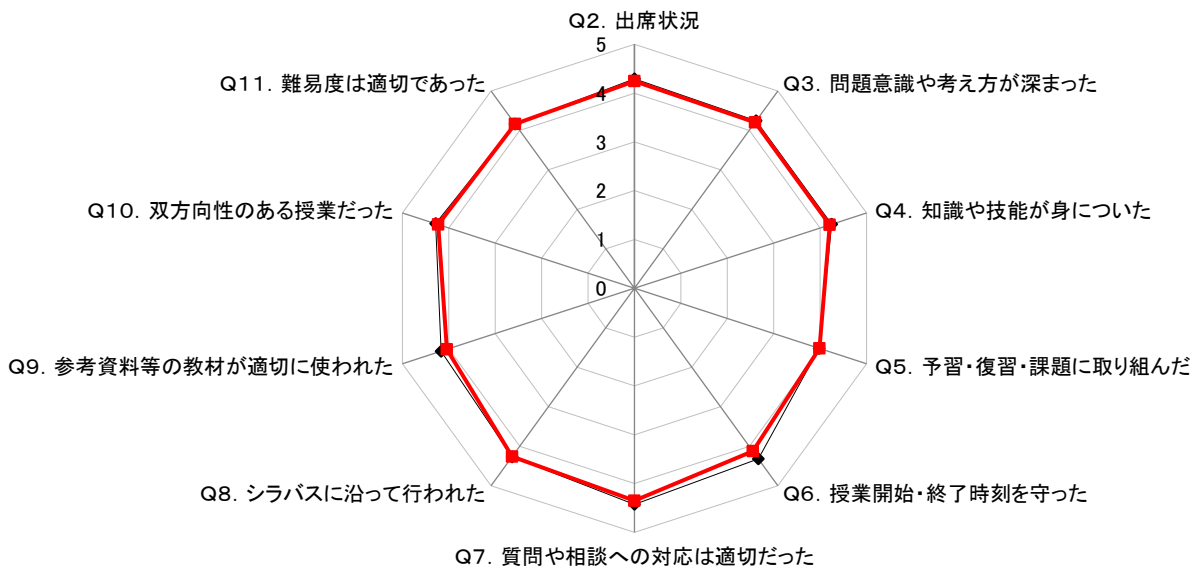 Q2. 出席状況
Q3. 問題意識や考え方が深まった
Q4. 知識や技能が身についた
Q5. 予習・復習・課題に取り組んだ
Q6. 授業開始・終了時刻を守った
Q7. 質問や相談への対応は適切だった
Q8. シラバスに沿って行われた
Q9. 参考資料等の教材が適切に使われた
Q10. 双方向性のある授業だった
Q11. 難易度は適切であった
5
4
3
2
1
0